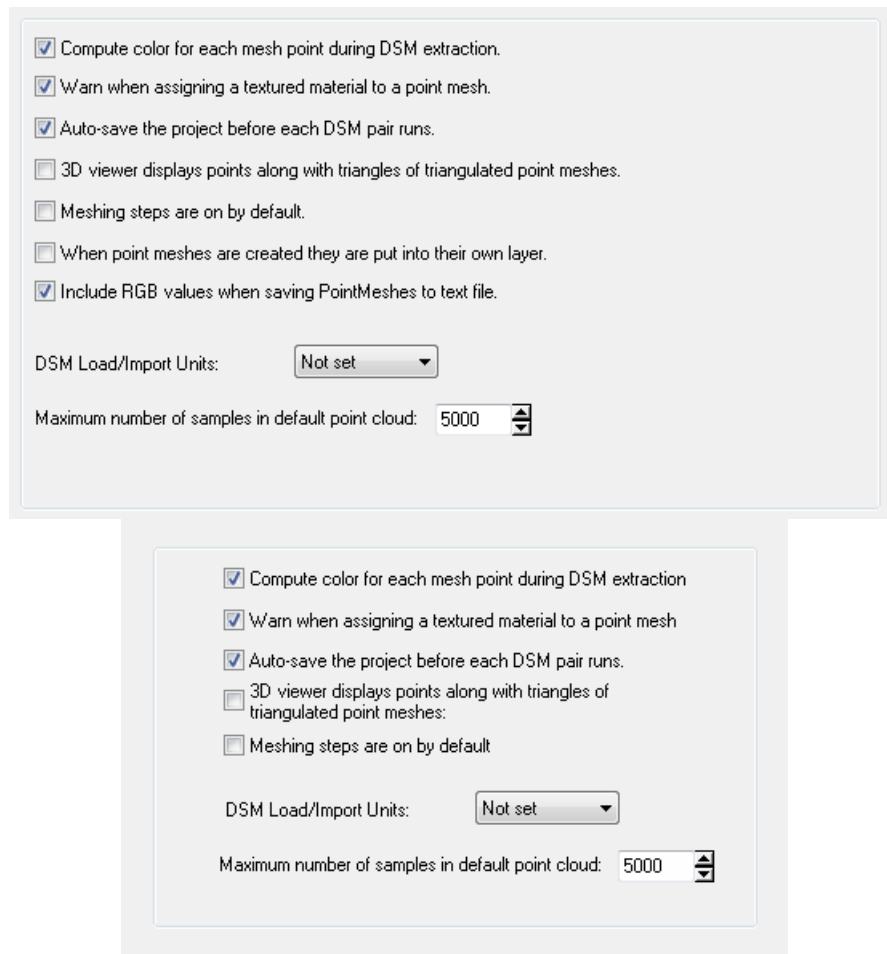 Compute color for each mesh point during DSM extraction.
Warn when assigning a textured material to a point mesh.
Auto-save the project before each DSM pair runs.
3D viewer displays points along with triangles of triangulated point meshes.
Meshing steps are on by default.
When point meshes are created they are put into their own layer.
Include RGB values when saving PointMeshes to text file.
DSM Load/Import Units: Not set
Maximum number of samples in default point cloud: 5000
Compute color for each mesh point during DSM extraction
Warn when assigning a textured material to a point mesh
Auto-save the project before each DSM pair runs.
3D viewer displays points along with triangles of
triangulated point meshes:
Meshing steps are on by default
DSM Load/Import Units: Not set
Maximum number of samples in default point cloud: 5000